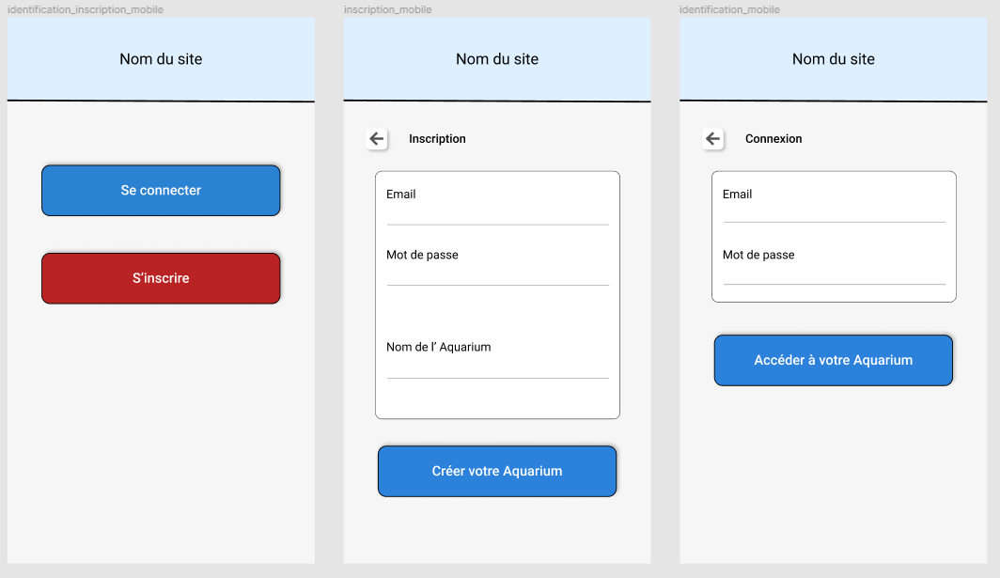 identification_inscription_mobile
Nom du site
Se connecter
S’inscrire
inscription_mobile
Nom du site
Inscription
Email
Mot de passe
Nom de l’ Aquarium
Créer votre Aquarium
identification_mobile
Nom du site
Connexion
Email
Mot de passe
Accéder à votre Aquarium